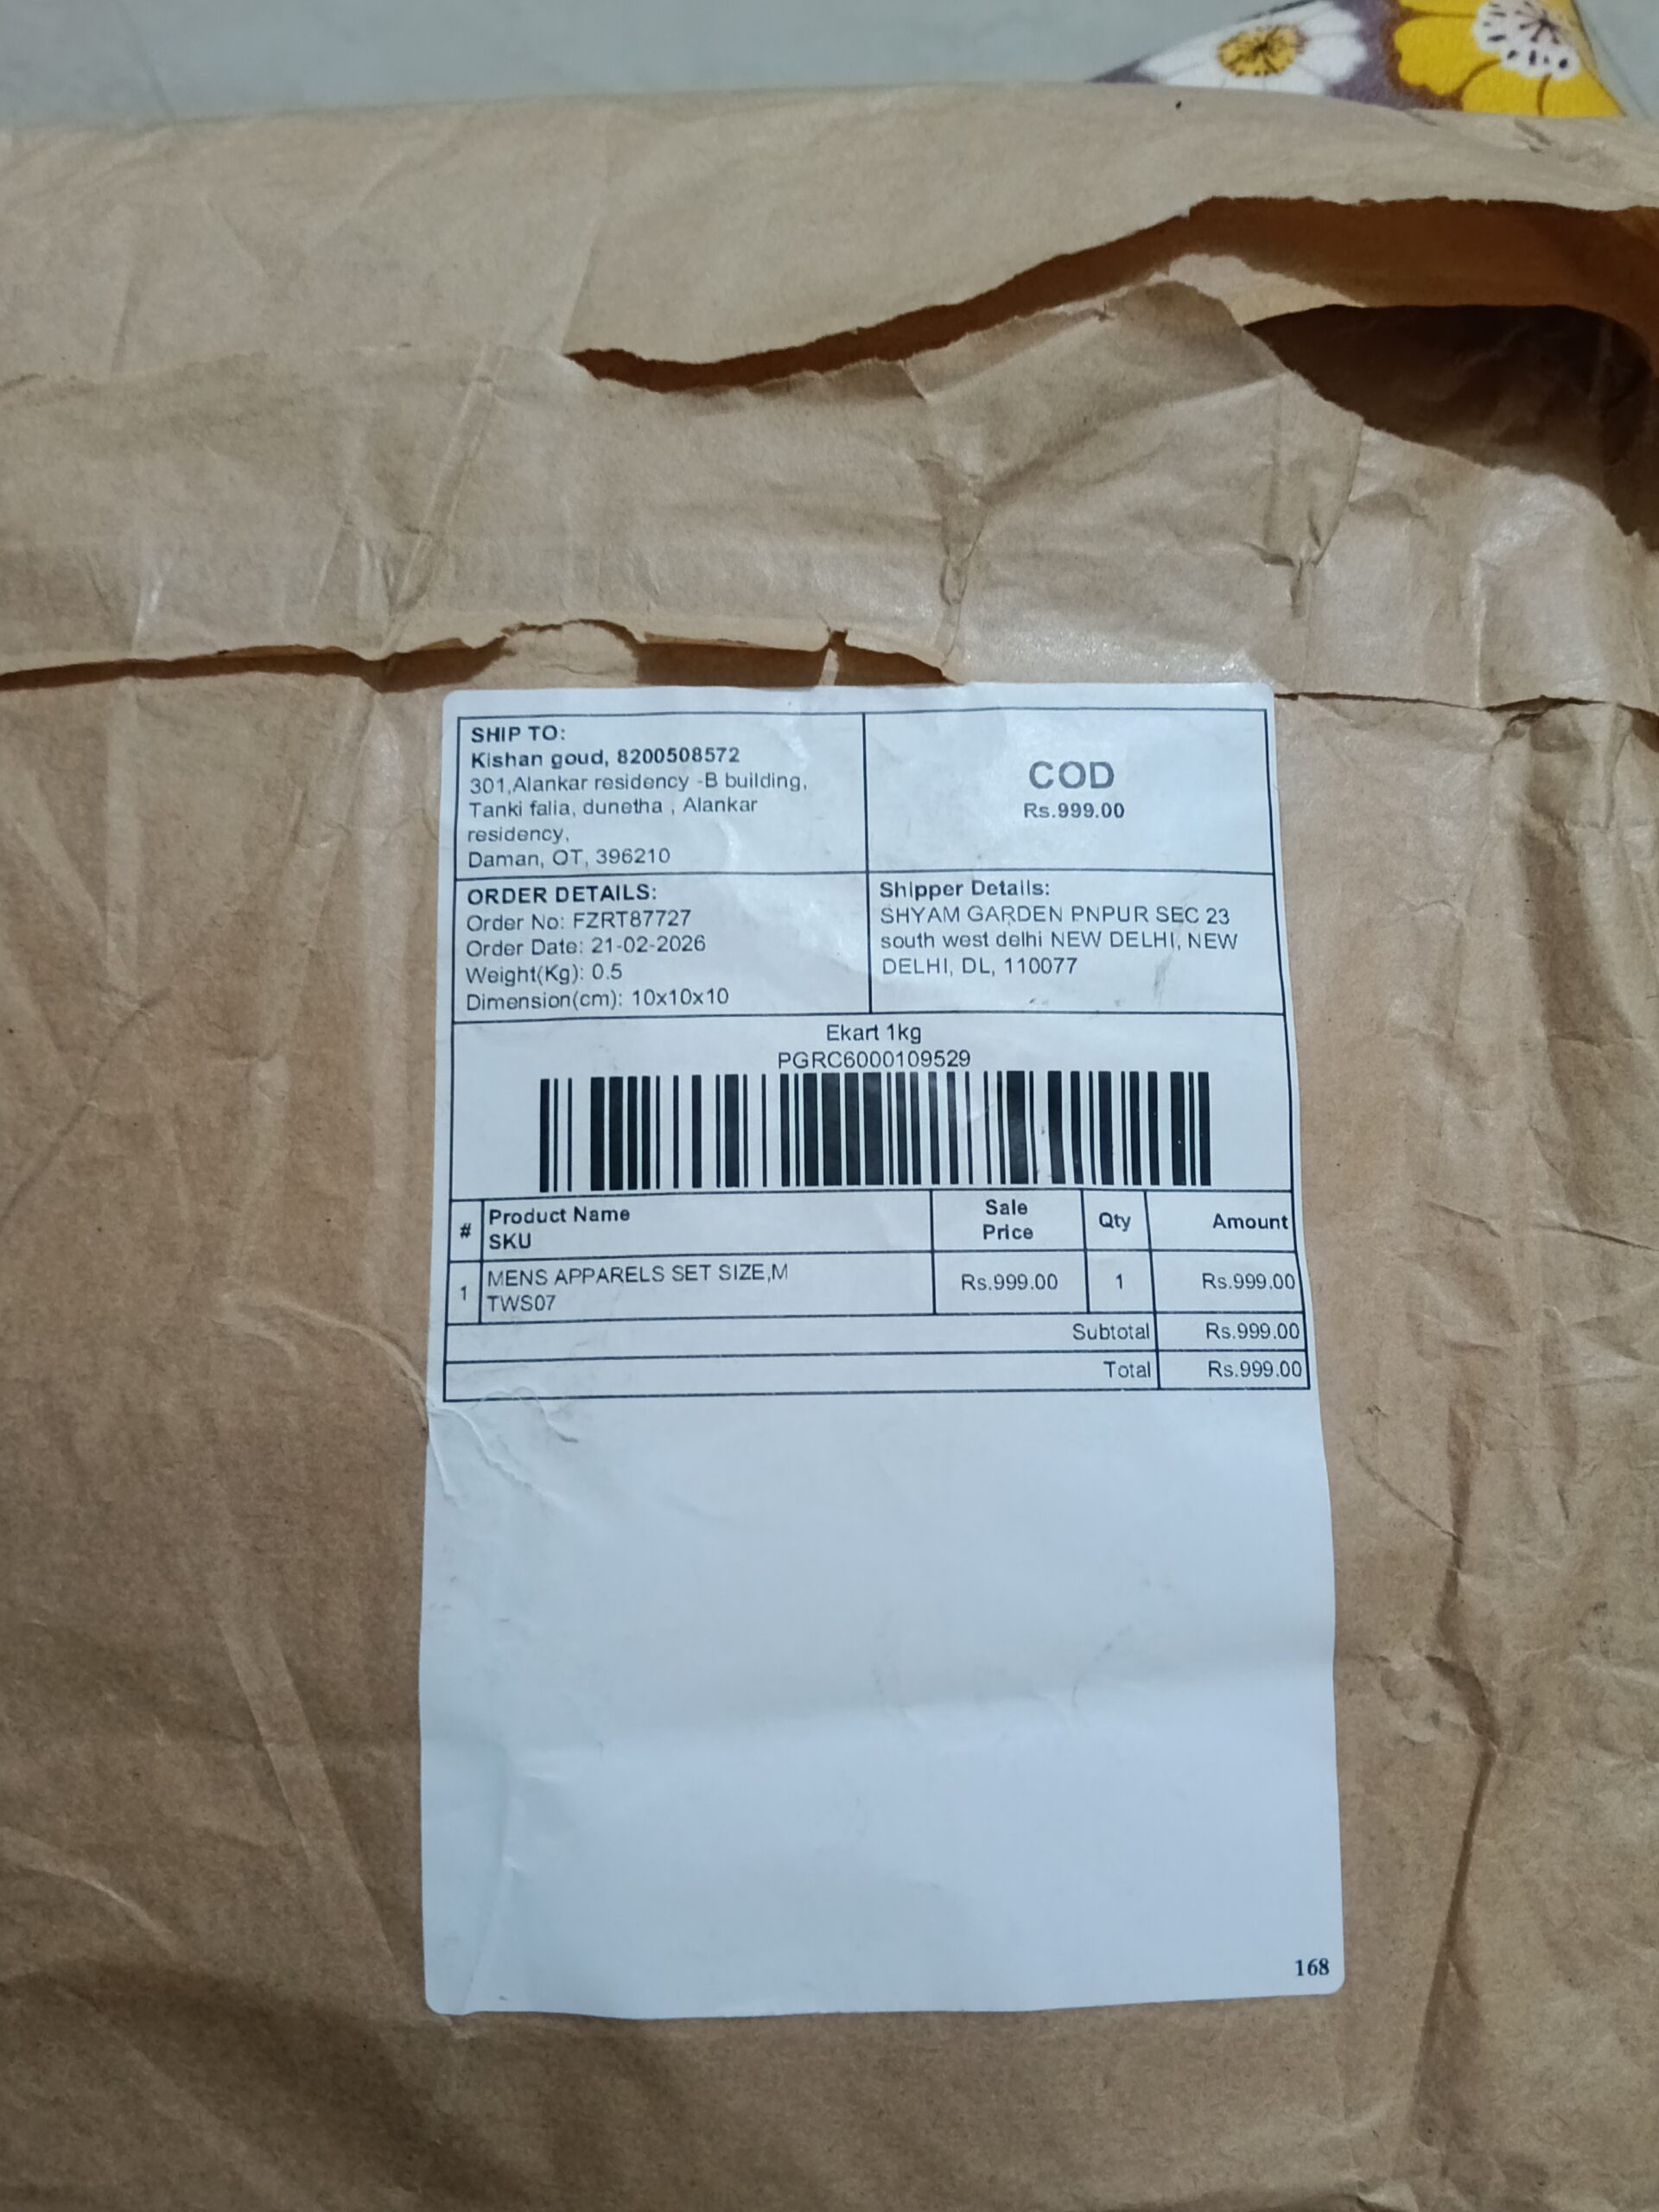 SHIP TO:
Kishan goud, 8200508572
301,Alankar residency -B building,
Tanki falia, dunetha , Alankar
residency,
Daman, OT, 396210
COD
Rs.999.00
ORDER DETAILS:
Order No: FZRT87727
Order Date: 21-02-2026
Weight(Kg): 0.5
Dimension(cm): 10x10x10
Shipper Details:
SHYAM GARDEN PNPUR SEC 23
south west delhi NEW DELHI, NEW
DELHI, DL, 110077
Ekart 1kg
PGRC6000109529
# Product Name SKU Sale Price Qty Amount
1 MENS APPARELS SET SIZE,M TWS07 Rs.999.00 1 Rs.999.00
Subtotal Rs.999.00
Total Rs.999.00
168